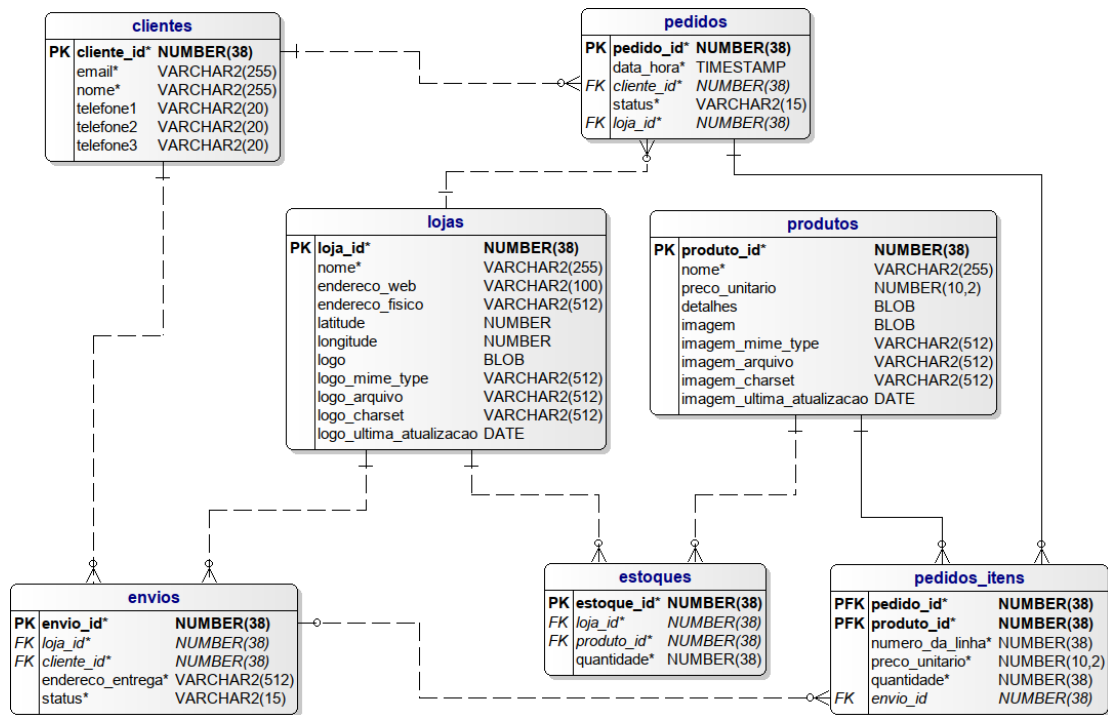 clientes
PK cliente_id* NUMBER(38)
email* VARCHAR2(255)
nome* VARCHAR2(255)
telefone1 VARCHAR2(20)
telefone2 VARCHAR2(20)
telefone3 VARCHAR2(20)
pedidos
PK pedido_id* NUMBER(38)
data_hora* TIMESTAMP
FK cliente_id* NUMBER(38)
status* VARCHAR2(15)
FK loja_id* NUMBER(38)
lojas
PK loja_id* NUMBER(38)
nome* VARCHAR2(255)
endereco_web VARCHAR2(100)
endereco_fisico VARCHAR2(512)
latitude NUMBER
longitude NUMBER
logo BLOB
logo_mime_type VARCHAR2(512)
logo_arquivo VARCHAR2(512)
logo_charset VARCHAR2(512)
logo_ultima_atualizacao DATE
produtos
PK produto_id* NUMBER(38)
nome* VARCHAR2(255)
preco_unitario NUMBER(10,2)
detalhes BLOB
imagem BLOB
imagem_mime_type VARCHAR2(512)
imagem_arquivo VARCHAR2(512)
imagem_charset VARCHAR2(512)
imagem_ultima_atualizacao DATE
envios
PK envio_id* NUMBER(38)
FK loja_id* NUMBER(38)
FK cliente_id* NUMBER(38)
endereco_entrega* VARCHAR2(512)
status* VARCHAR2(15)
estoques
PK estoque_id* NUMBER(38)
FK loja_id* NUMBER(38)
FK produto_id* NUMBER(38)
quantidade* NUMBER(38)
pedidos_itens
PFK pedido_id* NUMBER(38)
PFK produto_id* NUMBER(38)
numero_da_linha* NUMBER(38)
preco_unitario* NUMBER(10,2)
quantidade* NUMBER(38)
FK envio_id NUMBER(38)